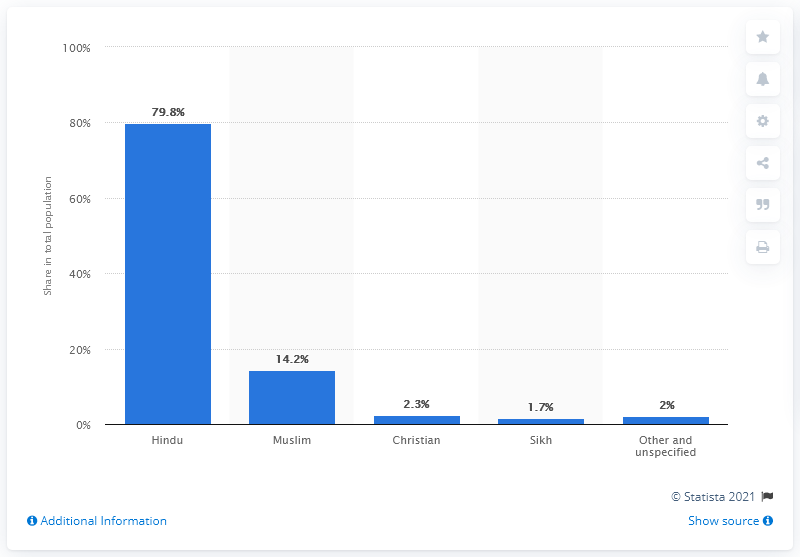 100%
80%
60%
40%
20%
0%
Share in total population
79.8%
14.2%
2.3%
1.7%
2%
Hindu
Muslim
Christian
Sikh
Other and
unspecified
© Statista 2021
Additional Information
Show source